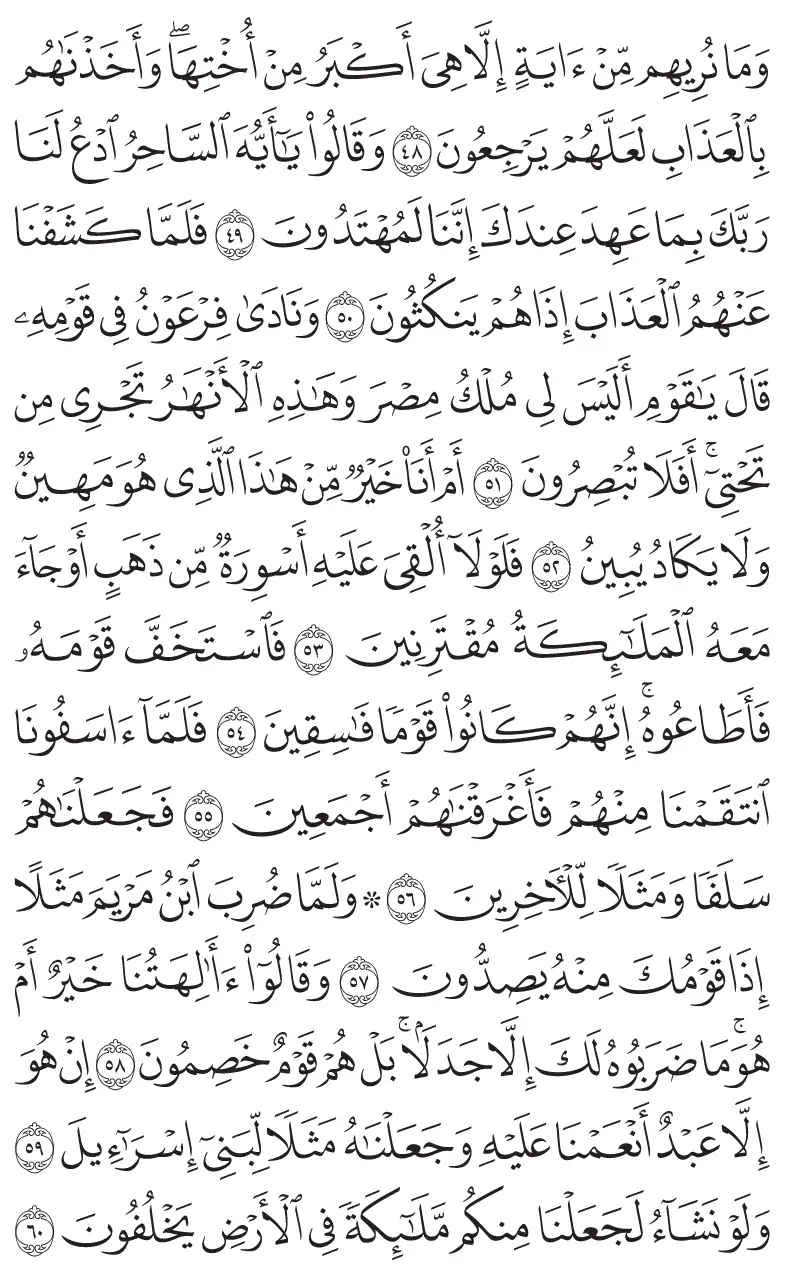 وَمَا نُرِيهِم مِّنْ ءَايَةٍ إِلَّا هِىَ أَكْبَرُ مِنْ أُخْتِهَا ۖ وَأَخَذْنَـٰهُم
بِٱلْعَذَابِ لَعَلَّهُمْ يَرْجِعُونَ ٤٨ وَقَالُوا۟ يَـٰٓأَيُّهَ ٱلسَّاحِرُ ٱدْعُ لَنَا
رَبَّكَ بِمَا عَهِدَ عِندَكَ إِنَّنَا لَمُهْتَدُونَ ٤٩ فَلَمَّا كَشَفْنَا
عَنْهُمُ ٱلْعَذَابَ إِذَا هُمْ يَنكُثُونَ ٥٠ وَنَادَىٰ فِرْعَوْنُ فِى قَوْمِهِۦ
قَالَ يَـٰقَوْمِ أَلَيْسَ لِى مُلْكُ مِصْرَ وَهَـٰذِهِ ٱلْأَنْهَـٰرُ تَجْرِى مِن
تَحْتِىٓ ۚ أَفَلَا تُبْصِرُونَ ٥١ أَمْ أَنَا۠ خَيْرٌ مِّنْ هَـٰذَا ٱلَّذِى هُوَ مَهِينٌ
وَلَا يَكَادُ يُبِينُ ٥٢ فَلَوْلَآ أُلْقِىَ عَلَيْهِ أَسْوِرَةٌ مِّن ذَهَبٍ أَوْ جَآءَ
مَعَهُ ٱلْمَلَـٰٓئِكَةُ مُقْتَرِنِينَ ٥٣ فَٱسْتَخَفَّ قَوْمَهُۥ
فَأَطَاعُوهُ ۚ إِنَّهُمْ كَانُوا۟ قَوْمًا فَـٰسِقِينَ ٥٤ فَلَمَّآ ءَاسَفُونَا
ٱنتَقَمْنَا مِنْهُمْ فَأَغْرَقْنَـٰهُمْ أَجْمَعِينَ ٥٥ فَجَعَلْنَـٰهُمْ
سَلَفًا وَمَثَلًا لِّلْـَٔاخِرِينَ ٥٦ ۞ وَلَمَّا ضُرِبَ ٱبْنُ مَرْيَمَ مَثَلًا
إِذَا قَوْمُكَ مِنْهُ يَصِدُّونَ ٥٧ وَقَالُوٓا۟ ءَأَـٰلِهَتُنَا خَيْرٌ أَمْ
هُوَ ۚ مَا ضَرَبُوهُ لَكَ إِلَّا جَدَلًۢا ۚ بَلْ هُمْ قَوْمٌ خَصِمُونَ ٥٨ إِنْ هُوَ
إِلَّا عَبْدٌ أَنْعَمْنَا عَلَيْهِ وَجَعَلْنَـٰهُ مَثَلًا لِّبَنِىٓ إِسْرَٰٓءِيلَ ٥٩
وَلَوْ نَشَآءُ لَجَعَلْنَا مِنكُم مَّلَـٰٓئِكَةً فِى ٱلْأَرْضِ يَخْلُفُونَ ٦٠